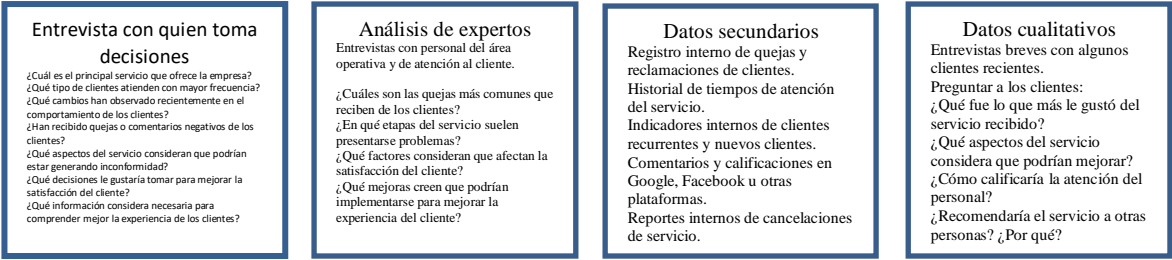 Entrevista con quien toma
decisiones
¿Cuál es el principal servicio que ofrece la empresa?
¿Qué tipo de clientes atienden con mayor frecuencia?
¿Qué cambios han observado recientemente en el
comportamiento de los clientes?
¿Han recibido quejas o comentarios negativos de los
clientes?
¿Qué aspectos del servicio consideran que podrían
estar generando inconformidad?
¿Qué decisiones le gustaría tomar para mejorar la
satisfacción del cliente?
¿Qué información considera necesaria para
comprender mejor la experiencia de los clientes?
Análisis de expertos
Entrevistas con personal del área
operativa y de atención al cliente.
¿Cuáles son las quejas más comunes que
reciben de los clientes?
¿En qué etapas del servicio suelen
presentarse problemas?
¿Qué factores consideran que afectan la
satisfacción del cliente?
¿Qué mejoras creen que podrían
implementarse para mejorar la
experiencia del cliente?
Datos secundarios
Registro interno de quejas y
reclamaciones de clientes.
Historial de tiempos de atención
del servicio.
Indicadores internos de clientes
recurrentes y nuevos clientes.
Comentarios y calificaciones en
Google, Facebook u otras
plataformas.
Reportes internos de cancelaciones
de servicio.
Datos cualitativos
Entrevistas breves con algunos
clientes recientes.
Preguntar a los clientes:
¿Qué fue lo que más le gustó del
servicio recibido?
¿Qué aspectos del servicio
considera que podrían mejorar?
¿Cómo calificaría la atención del
personal?
¿Recomendaría el servicio a otras
personas? ¿Por qué?